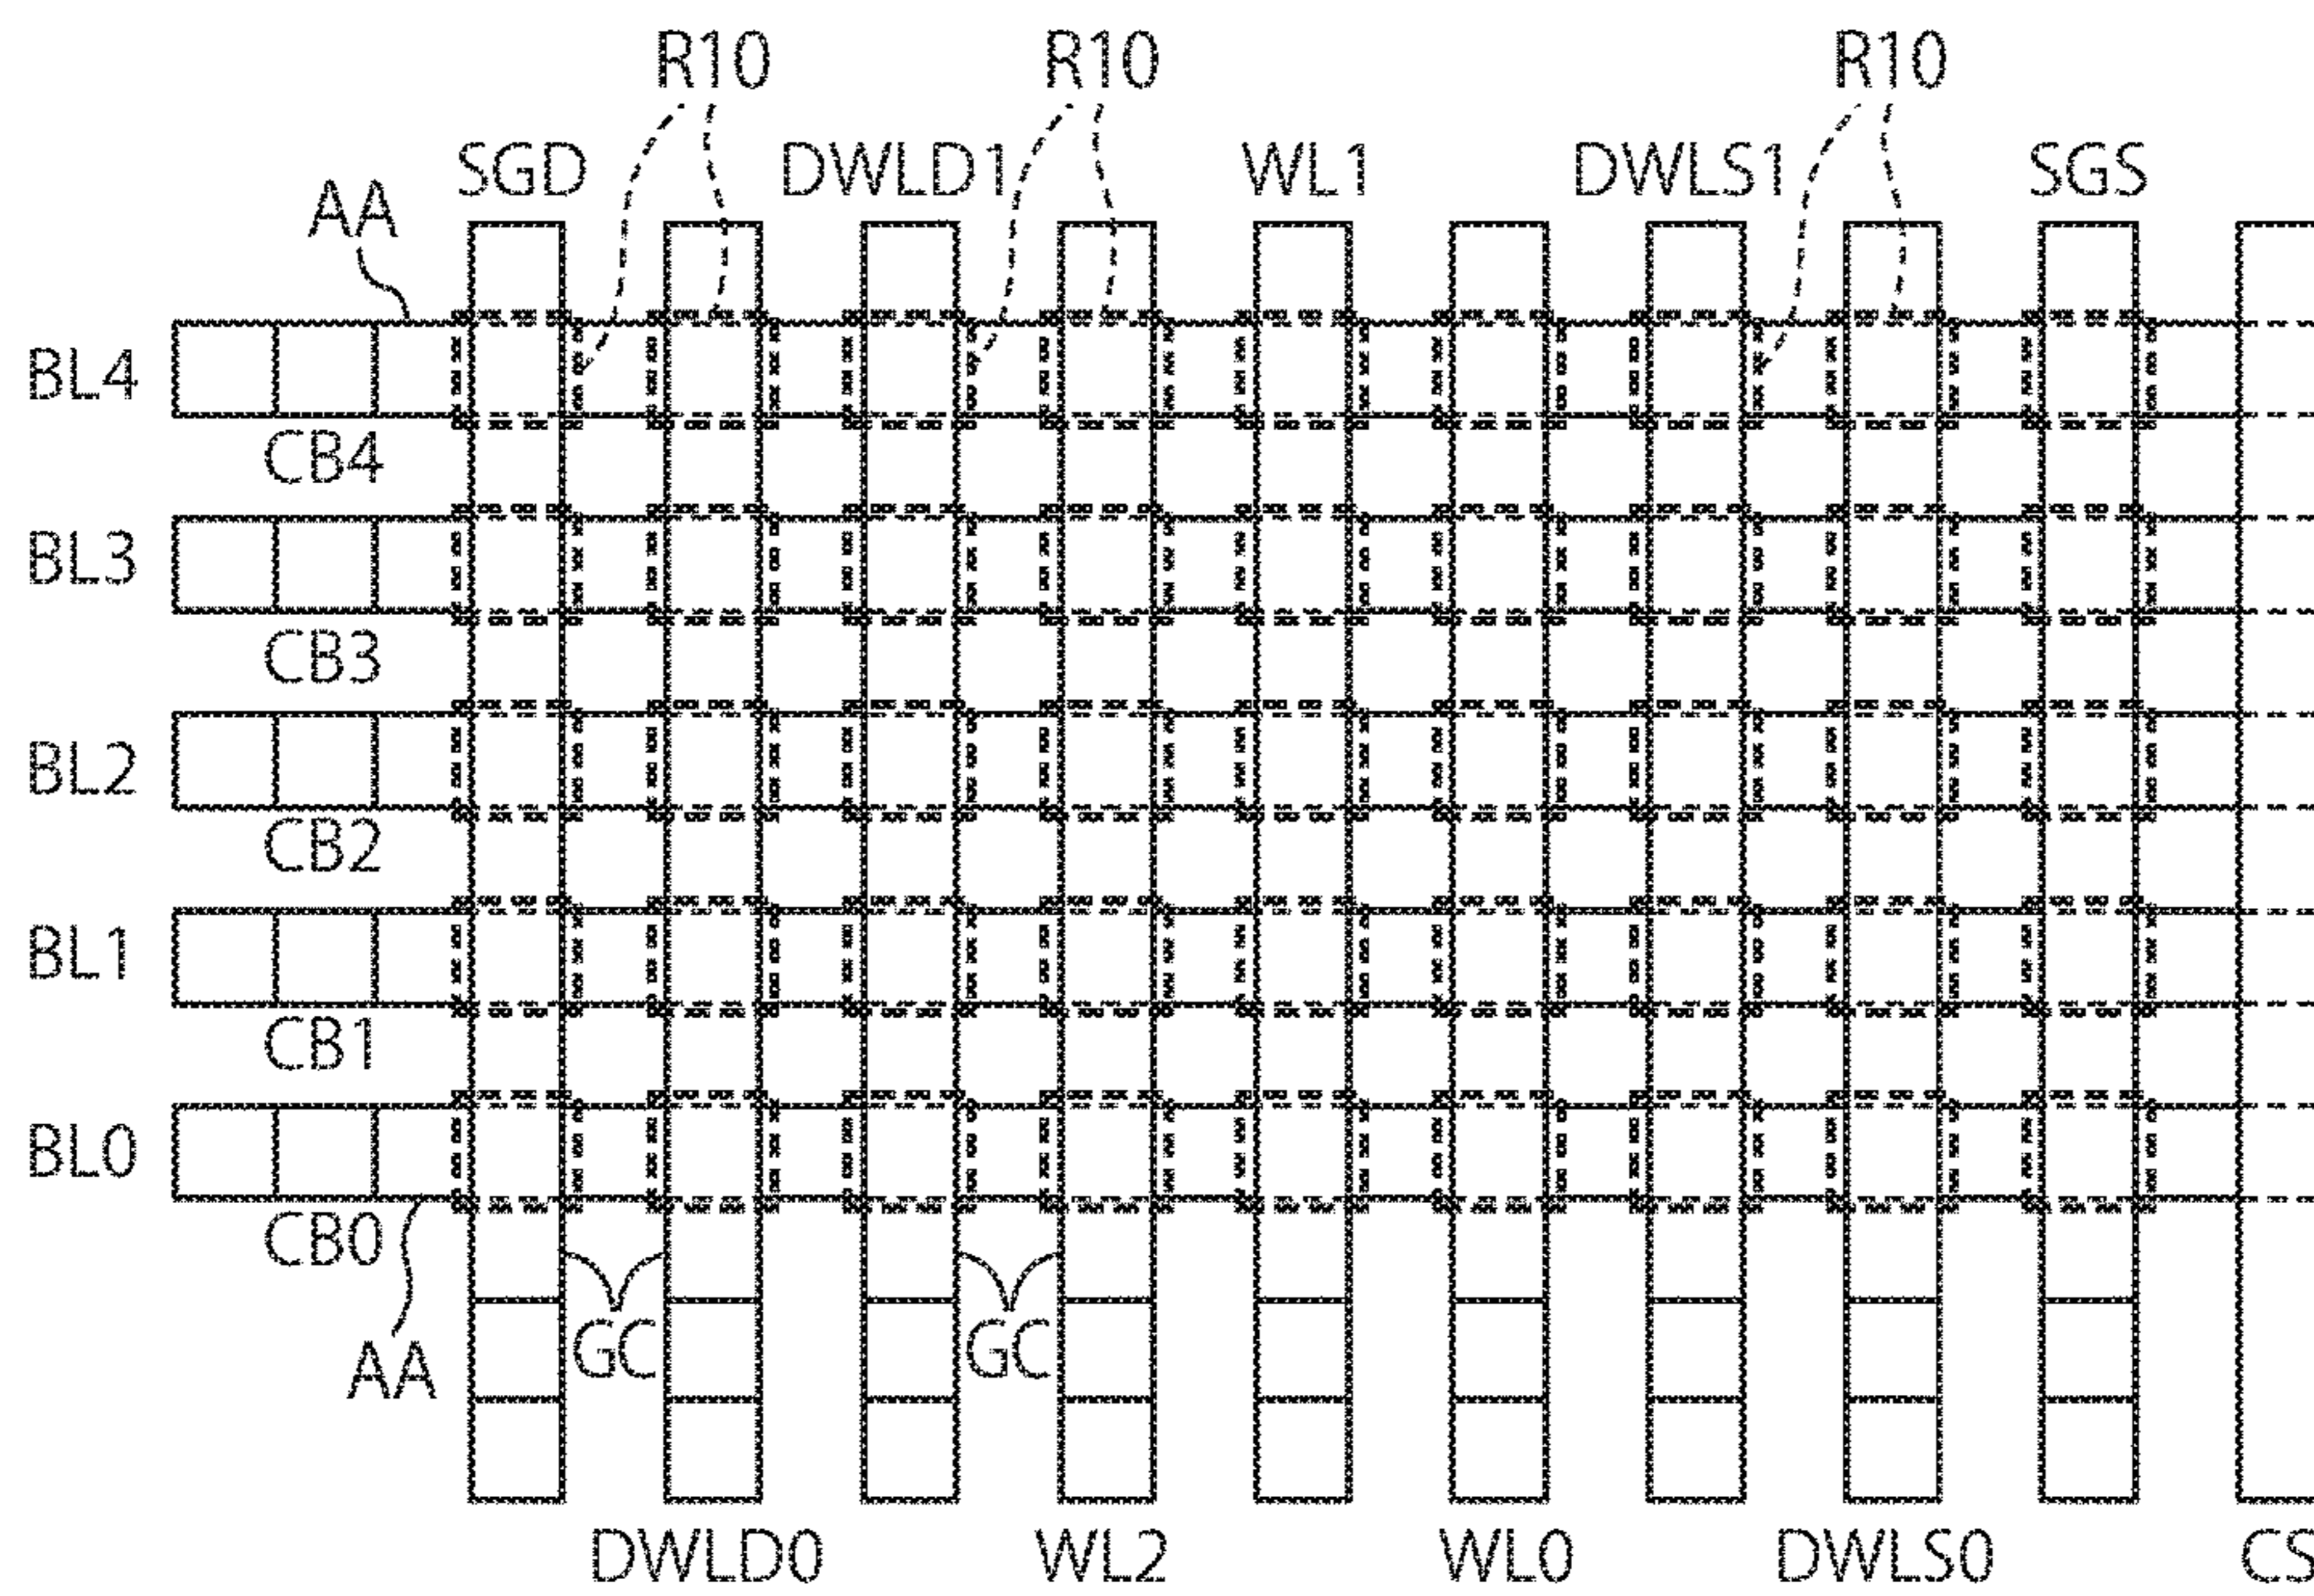 R10 R10 R10
SGD DWLD1 WL1 DWLS1 SGS
AA
BL4
CB4
BL3
CB3
BL2
CB2
BL1
CB1
BL0
CB0
AA GC GC
DWLD0 WL2 WL0 DWLS0 CS